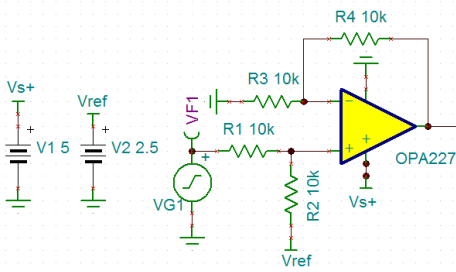 R4 10k
Vs+
Vref
VF1
R3 10k
R1 10k
+
+
V1 5
+
V2 2.5
−
+
+
OPA227
VG1
R2 10k
Vs+
Vref